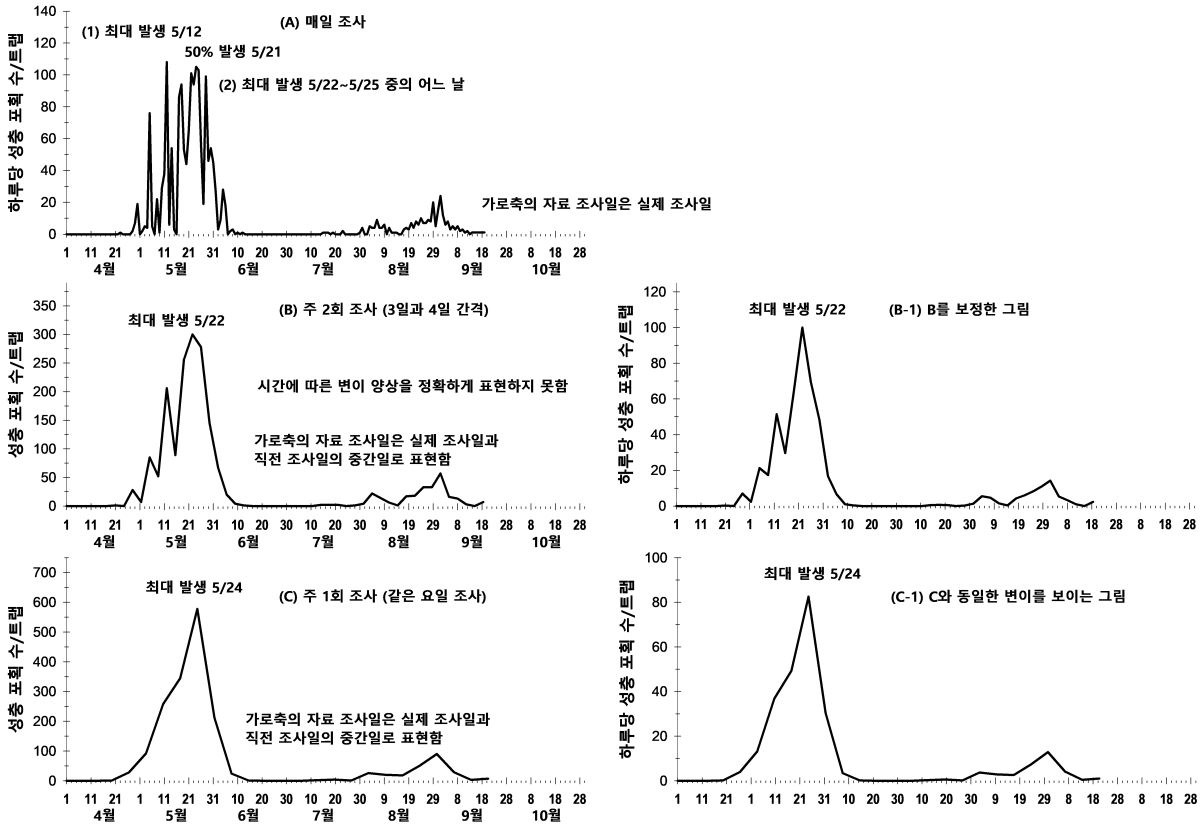 (A) 매일 조사
(1) 최대 발생 5/12
50% 발생 5/21
(2) 최대 발생 5/22~5/25 중의 어느 날
가로축의 자료 조사일은 실제 조사일
하루당 성충 포획 수/트랩
140
120
100
80
60
40
20
0
1 11 21 1 11 21 31 10 20 30 10 20 30 9 19 29 8 18 28 8 18 28
4월 5월 6월 7월 8월 9월 10월
(B) 주 2회 조사 (3일과 4일 간격)
최대 발생 5/22
시간에 따른 변이 양상을 정확하게 표현하지 못함
가로축의 자료 조사일은 실제 조사일과
직전 조사일의 중간일로 표현함
성충 포획 수/트랩
350
300
250
200
150
100
50
0
1 11 21 1 11 21 31 10 20 30 10 20 30 9 19 29 8 18 28 8 18 28
4월 5월 6월 7월 8월 9월 10월
(B-1) B를 보정한 그림
최대 발생 5/22
하루당 성충 포획 수/트랩
120
100
80
60
40
20
0
1 11 21 1 11 21 31 10 20 30 10 20 30 9 19 29 8 18 28 8 18 28
(C) 주 1회 조사 (같은 요일 조사)
최대 발생 5/24
가로축의 자료 조사일은 실제 조사일과
직전 조사일의 중간일로 표현함
성충 포획 수/트랩
700
600
500
400
300
200
100
0
1 11 21 1 11 21 31 10 20 30 10 20 30 9 19 29 8 18 28 8 18 28
4월 5월 6월 7월 8월 9월 10월
(C-1) C와 동일한 변이를 보이는 그림
최대 발생 5/24
하루당 성충 포획 수/트랩
100
80
60
40
20
0
1 11 21 1 11 21 31 10 20 30 10 20 30 9 19 29 8 18 28 8 18 28